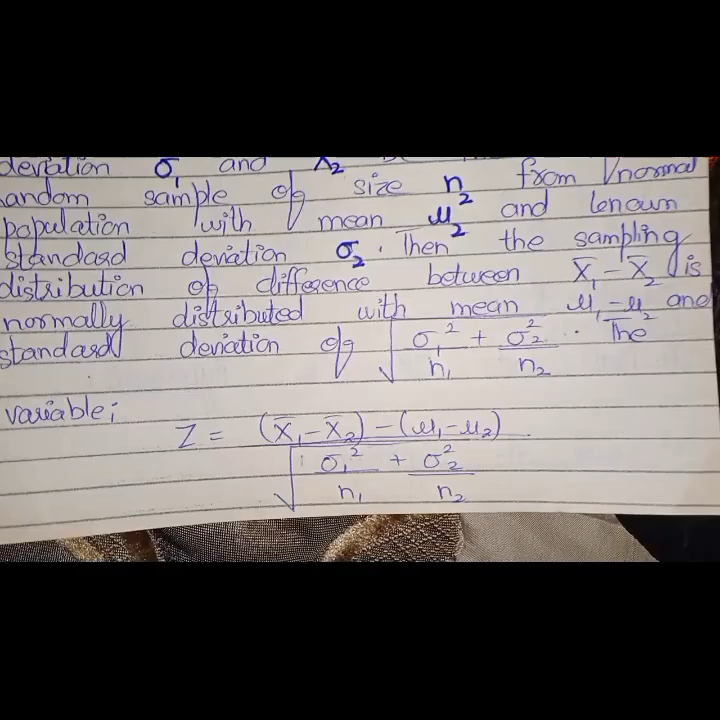 deviation σ₁ and X̄₂
andom sample of size n₂ from normal
population with mean μ₂ and known
standard deviation σ₂. Then the sampling
distribution of difference between X̄₁ - X̄₂ is
normally distributed with mean μ₁ - μ₂ and
standard deviation of √(σ₁²/n₁ + σ₂²/n₂). The
variable;
Z = (X̄₁ - X̄₂) - (μ₁ - μ₂) / √(σ₁²/n₁ + σ₂²/n₂)